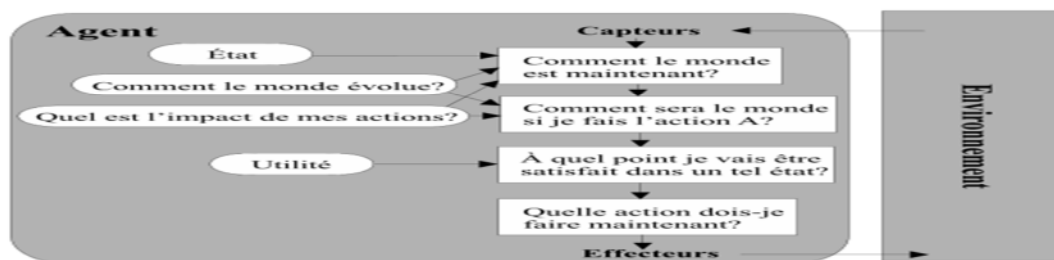 Agent
Capteurs
État
Comment le monde
est maintenant?
Comment le monde évolue?
Comment sera le monde
si je fais l'action A?
Quel est l'impact de mes actions?
Utilité
À quel point je vais être
satisfait dans un tel état?
Quelle action dois-je
faire maintenant?
Effecteurs
Environnement